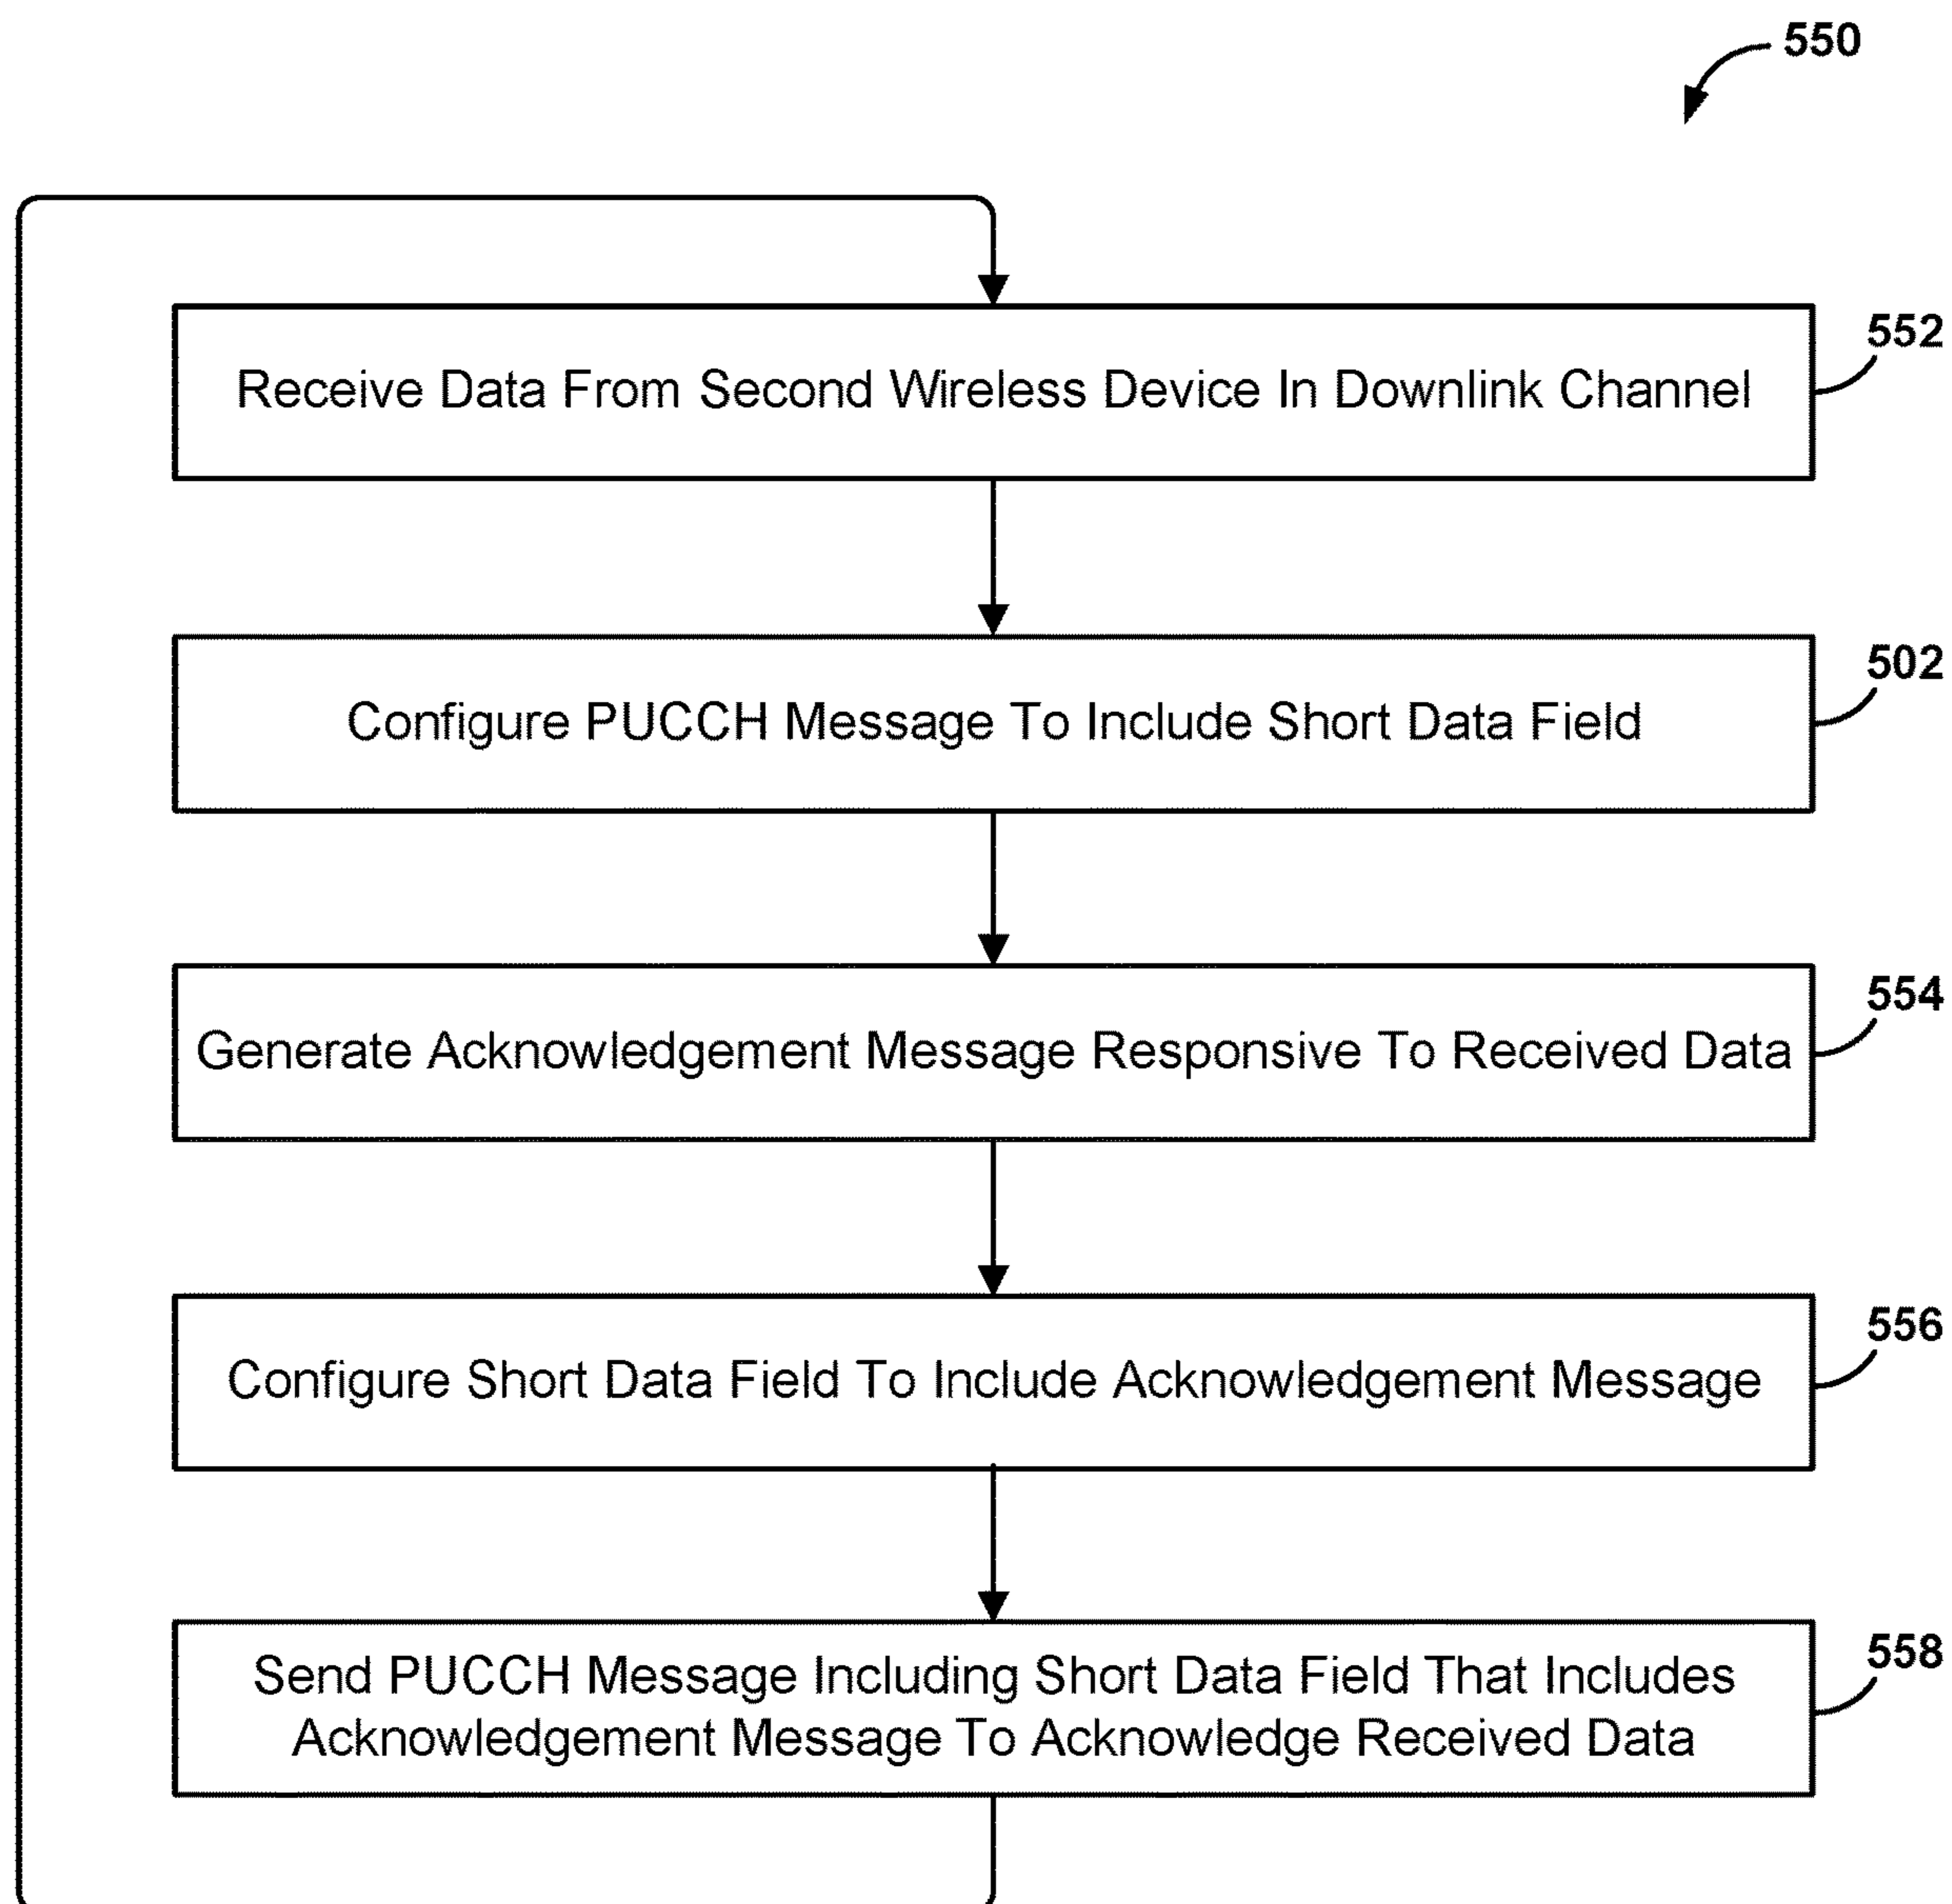 550
552
Receive Data From Second Wireless Device In Downlink Channel
502
Configure PUCCH Message To Include Short Data Field
554
Generate Acknowledgement Message Responsive To Received Data
556
Configure Short Data Field To Include Acknowledgement Message
558
Send PUCCH Message Including Short Data Field That Includes
Acknowledgement Message To Acknowledge Received Data